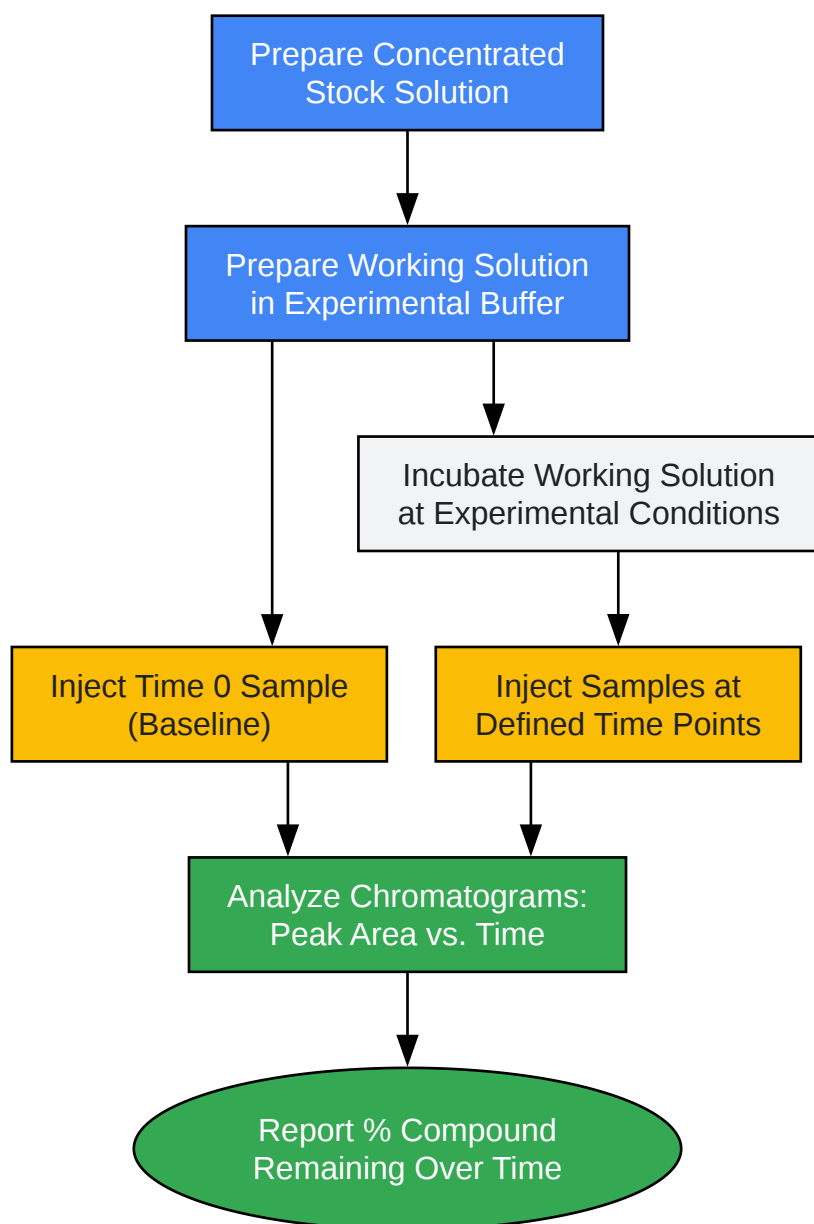 Prepare Concentrated
Stock Solution
Prepare Working Solution
in Experimental Buffer
Incubate Working Solution
at Experimental Conditions
Inject Time 0 Sample
(Baseline)
Inject Samples at
Defined Time Points
Analyze Chromatograms:
Peak Area vs. Time
Report % Compound
Remaining Over Time